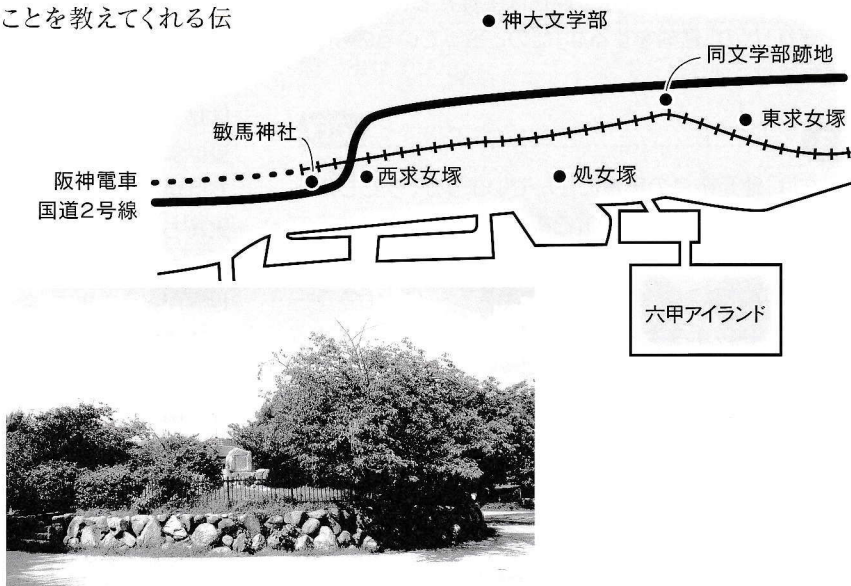 ことを教えてくれる伝
神大文学部
同文学部跡地
東求女塚
敏馬神社
西求女塚
処女塚
阪神電車
国道2号線
六甲アイランド